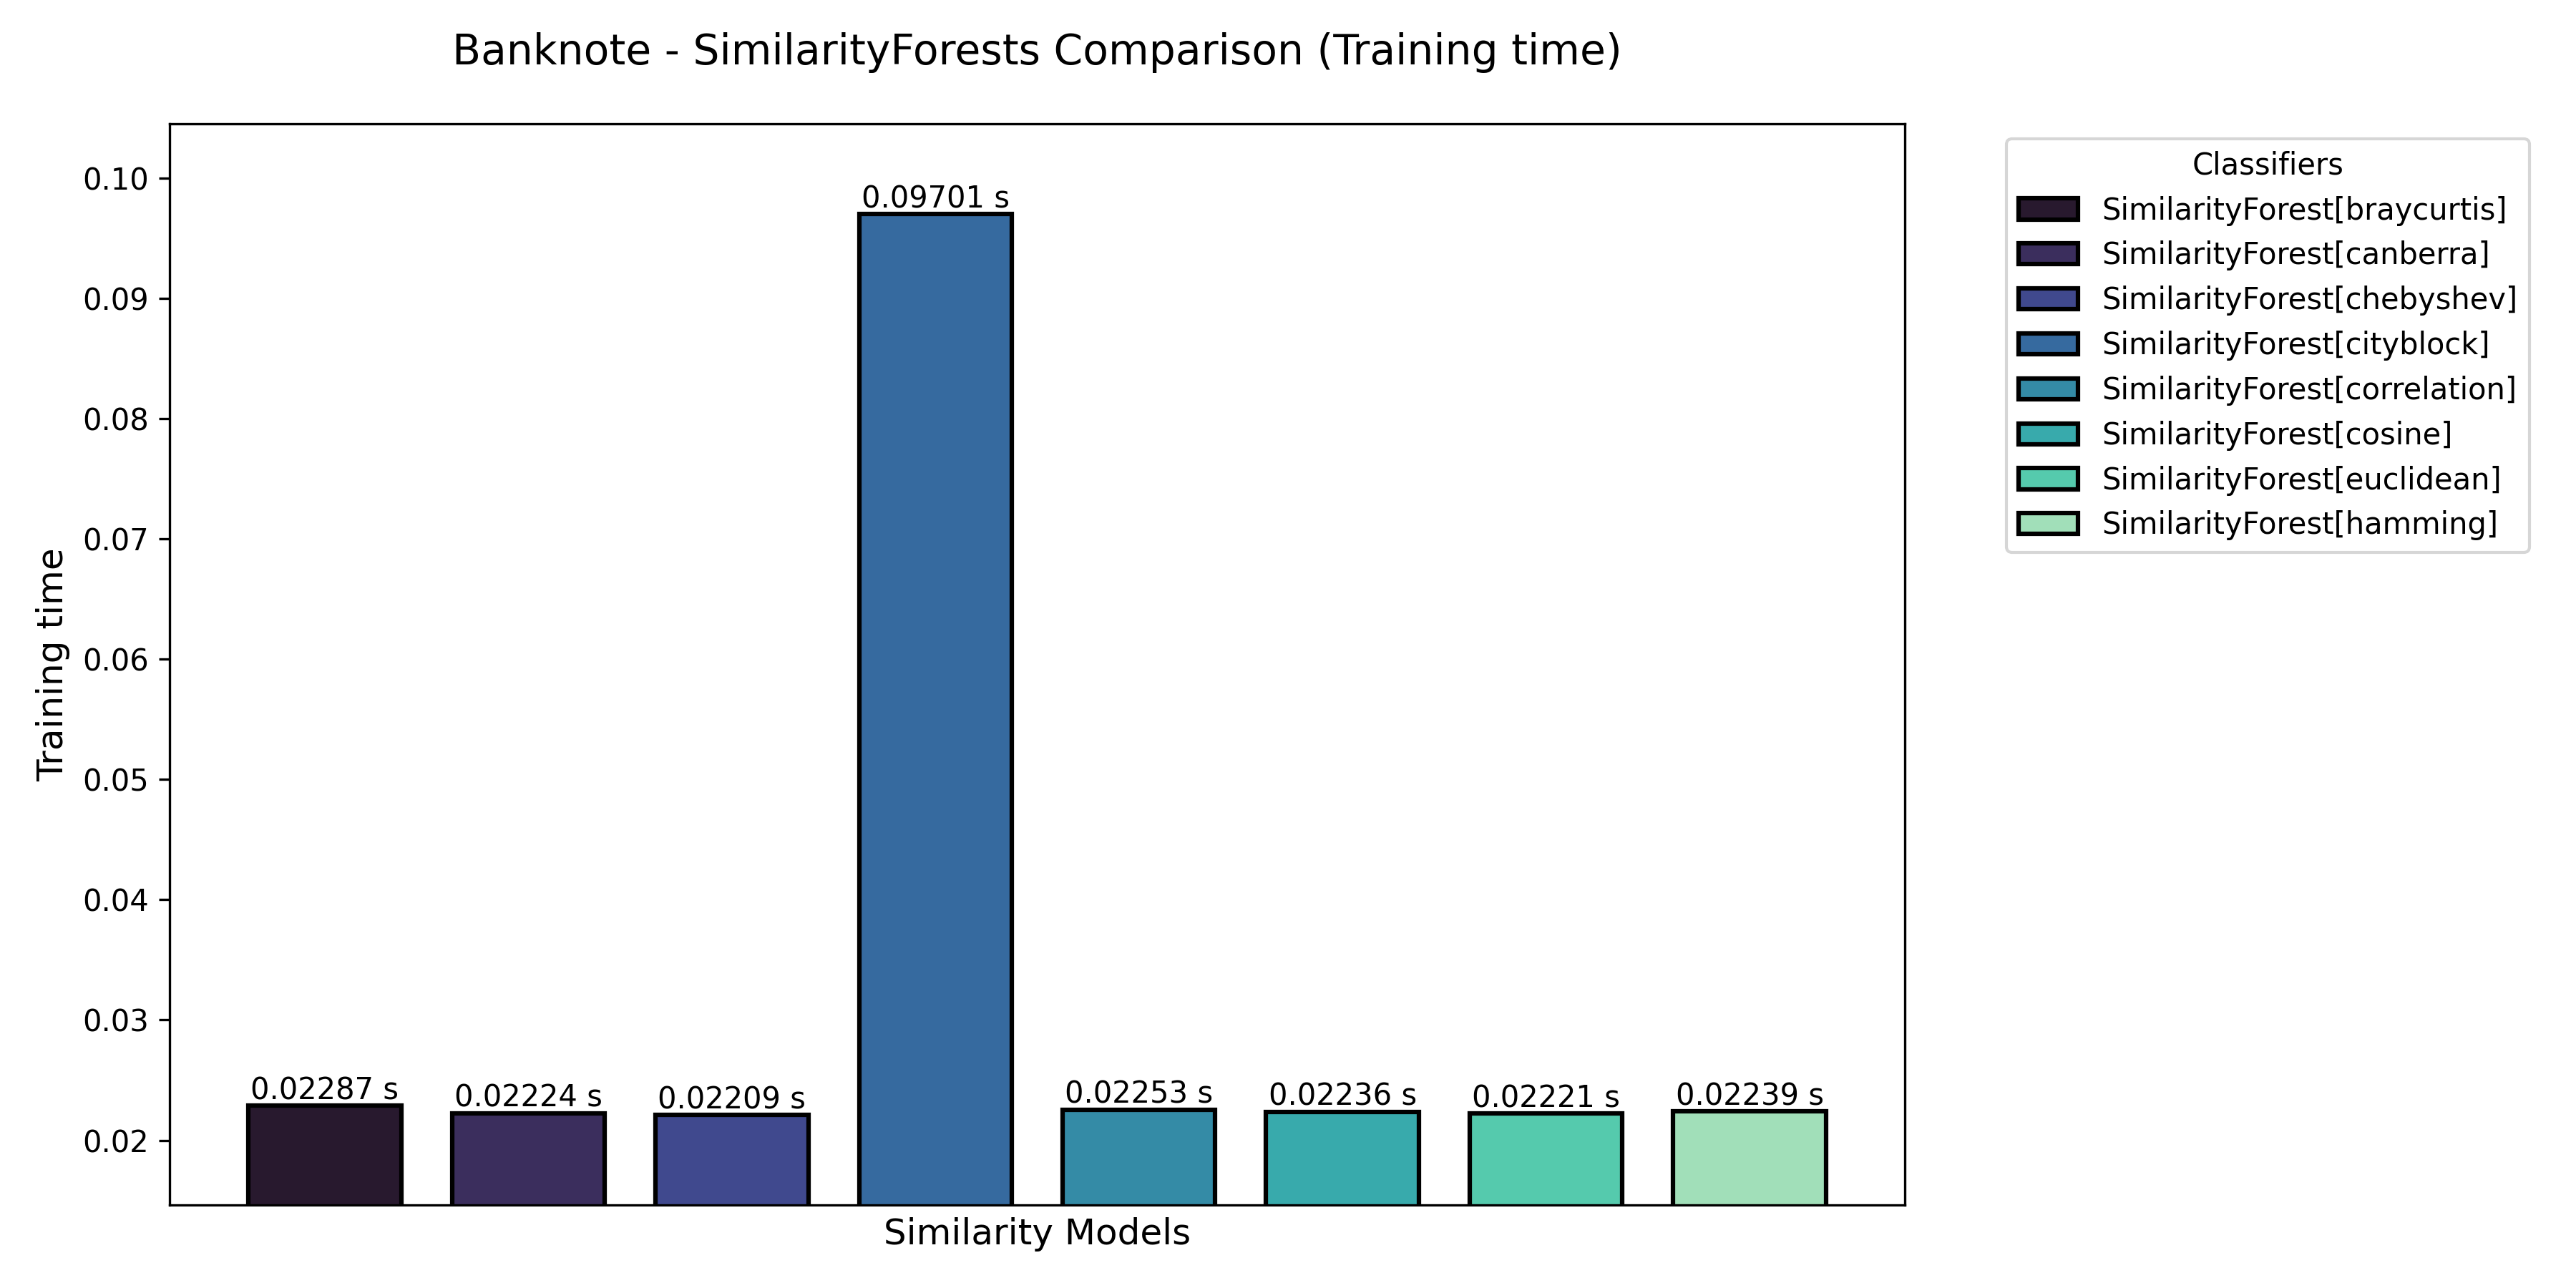 Banknote - SimilarityForests Comparison (Training time)
Training time
0.10
0.09
0.08
0.07
0.06
0.05
0.04
0.03
0.02
0.02287 s
0.02224 s
0.02209 s
0.09701 s
0.02253 s
0.02236 s
0.02221 s
0.02239 s
Similarity Models
Classifiers
SimilarityForest[braycurtis]
SimilarityForest[canberra]
SimilarityForest[chebyshev]
SimilarityForest[cityblock]
SimilarityForest[correlation]
SimilarityForest[cosine]
SimilarityForest[euclidean]
SimilarityForest[hamming]